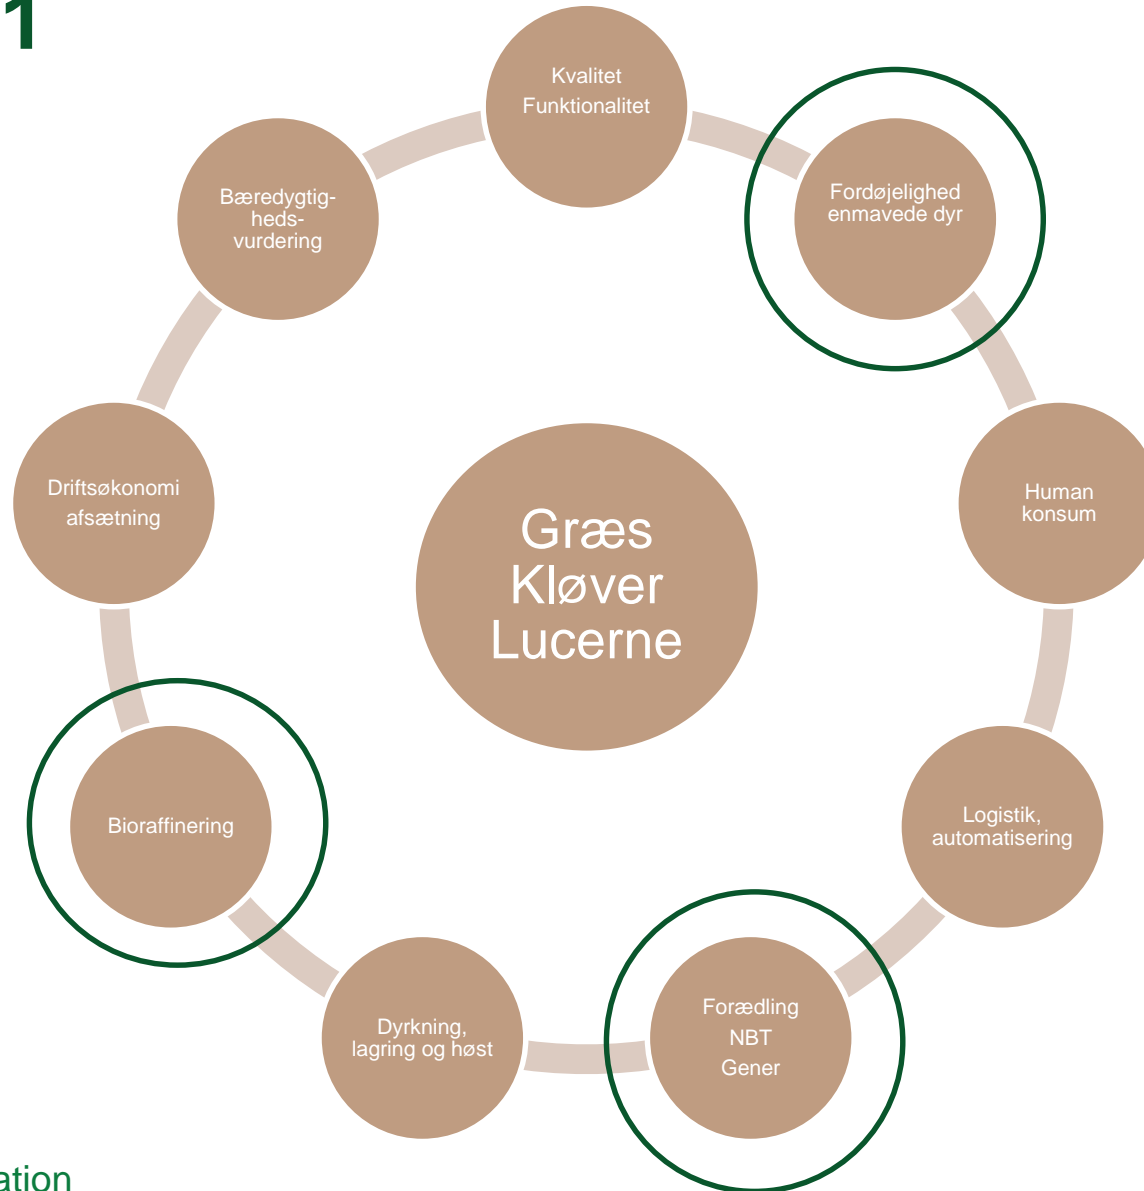 1
Kvalitet
Funktionalitet
Fordøjelighed
enmavede dyr
Human
konsum
Logistik,
automatisering
Forædling
NBT
Gener
Dyrkning,
lagring og høst
Bioraffinering
Driftsøkonomi
afsætning
Bæredygtig-
heds-
vurdering
Græs
Kløver
Lucerne
ation